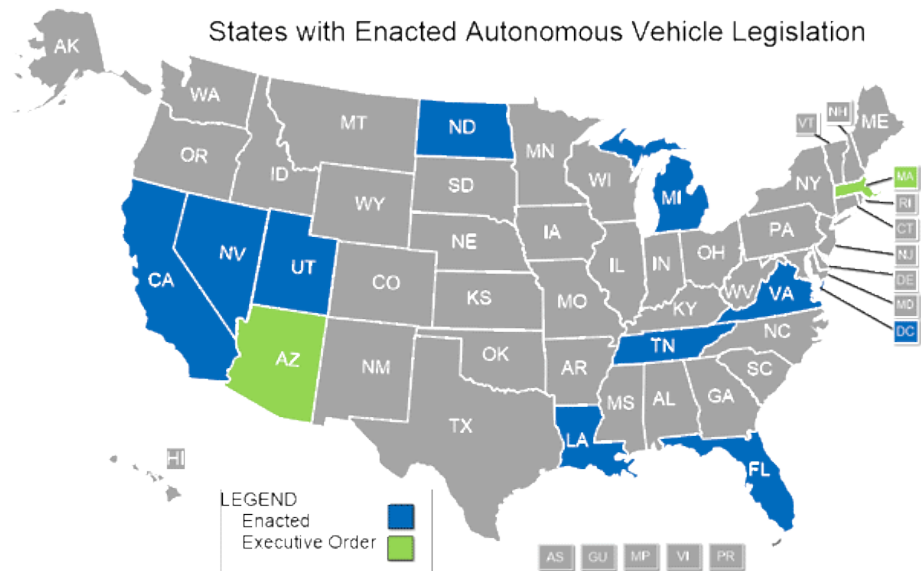 States with Enacted Autonomous Vehicle Legislation
AK
WA
MT
ND
MN
VT
NH
ME
OR
ID
SD
WI
NY
MA
WY
MI
RI
CT
NE
IA
PA
NJ
NV
UT
CO
IL
IN
OH
DE
CA
KS
MO
WV
VA
MD
KY
DC
AZ
NM
OK
TN
NC
AR
SC
TX
MS
AL
GA
LA
FL
HI
LEGEND
Enacted
Executive Order
AS GU MP VI PR